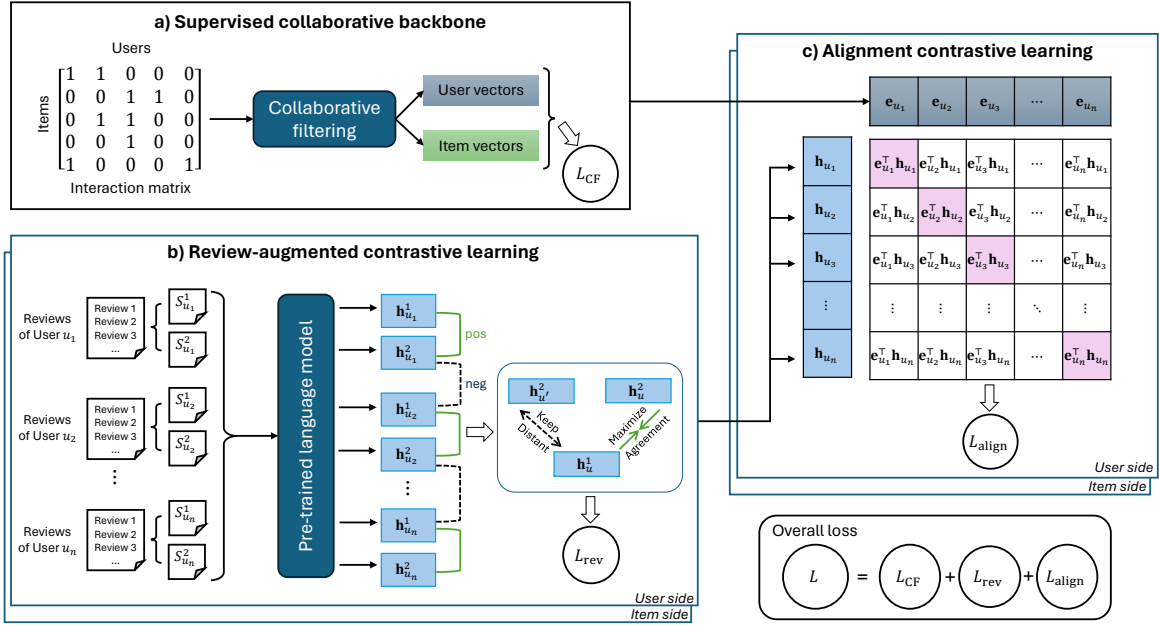 a) Supervised collaborative backbone
Users
Items
1 1 0 0 0
0 0 1 1 0
0 1 1 0 0
0 0 1 0 0
1 0 0 0 1
Interaction matrix
Collaborative
filtering
User vectors
Item vectors
L_CF
b) Review-augmented contrastive learning
Reviews
of User u_1
Review 1
Review 2
Review 3
...
S_{u_1}^1
S_{u_1}^2
Reviews
of User u_2
Review 1
Review 2
Review 3
...
S_{u_2}^1
S_{u_2}^2
⋮
Reviews
of User u_n
Review 1
Review 2
Review 3
...
S_{u_n}^1
S_{u_n}^2
Pre-trained language model
h_{u_1}^1
h_{u_1}^2
h_{u_2}^1
h_{u_2}^2
⋮
h_{u_n}^1
h_{u_n}^2
pos
neg
h_{u'}^2
h_u^2
Keep
Distant
Maximize
Agreement
h_u^1
L_rev
User side
Item side
c) Alignment contrastive learning
e_{u_1} e_{u_2} e_{u_3} ⋯ e_{u_n}
h_{u_1} e_{u_1}^⊤h_{u_1} e_{u_2}^⊤h_{u_1} e_{u_3}^⊤h_{u_1} ⋯ e_{u_n}^⊤h_{u_1}
h_{u_2} e_{u_1}^⊤h_{u_2} e_{u_2}^⊤h_{u_2} e_{u_3}^⊤h_{u_2} ⋯ e_{u_n}^⊤h_{u_2}
h_{u_3} e_{u_1}^⊤h_{u_3} e_{u_2}^⊤h_{u_3} e_{u_3}^⊤h_{u_3} ⋯ e_{u_n}^⊤h_{u_3}
⋮ ⋮ ⋮ ⋮ ⋱ ⋮
h_{u_n} e_{u_1}^⊤h_{u_n} e_{u_2}^⊤h_{u_n} e_{u_3}^⊤h_{u_n} ⋯ e_{u_n}^⊤h_{u_n}
L_align
User side
Item side
Overall loss
L = L_CF + L_rev + L_align